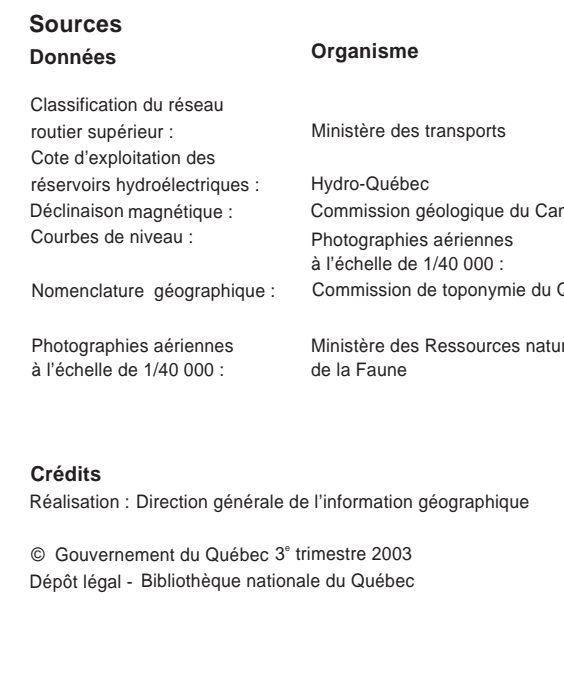 Sources
Données Organisme
Classification du réseau
routier supérieur : Ministère des transports
Cote d'exploitation des
réservoirs hydroélectriques : Hydro-Québec
Déclinaison magnétique : Commission géologique du
Courbes de niveau : Photographies aériennes
à l'échelle de 1/40 000 :
Nomenclature géographique : Commission de toponymie du
Photographies aériennes Ministère des Ressources
à l'échelle de 1/40 000 : de la Faune
Crédits
Réalisation : Direction générale de l'information géographique
© Gouvernement du Québec 3e trimestre 2003
Dépôt légal - Bibliothèque nationale du Québec